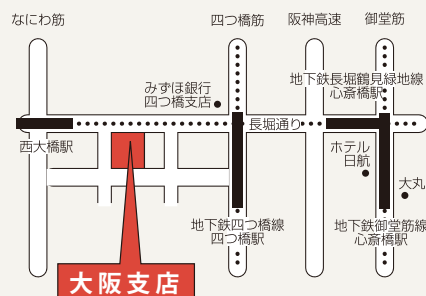 なにわ筋
四つ橋筋
阪神高速
御堂筋
みずほ銀行
四つ橋支店
地下鉄長堀鶴見緑地線
心斎橋駅
長堀通り
西大橋駅
ホテル
日航
大丸
地下鉄四つ橋線
四つ橋駅
地下鉄御堂筋線
心斎橋駅
大阪支店